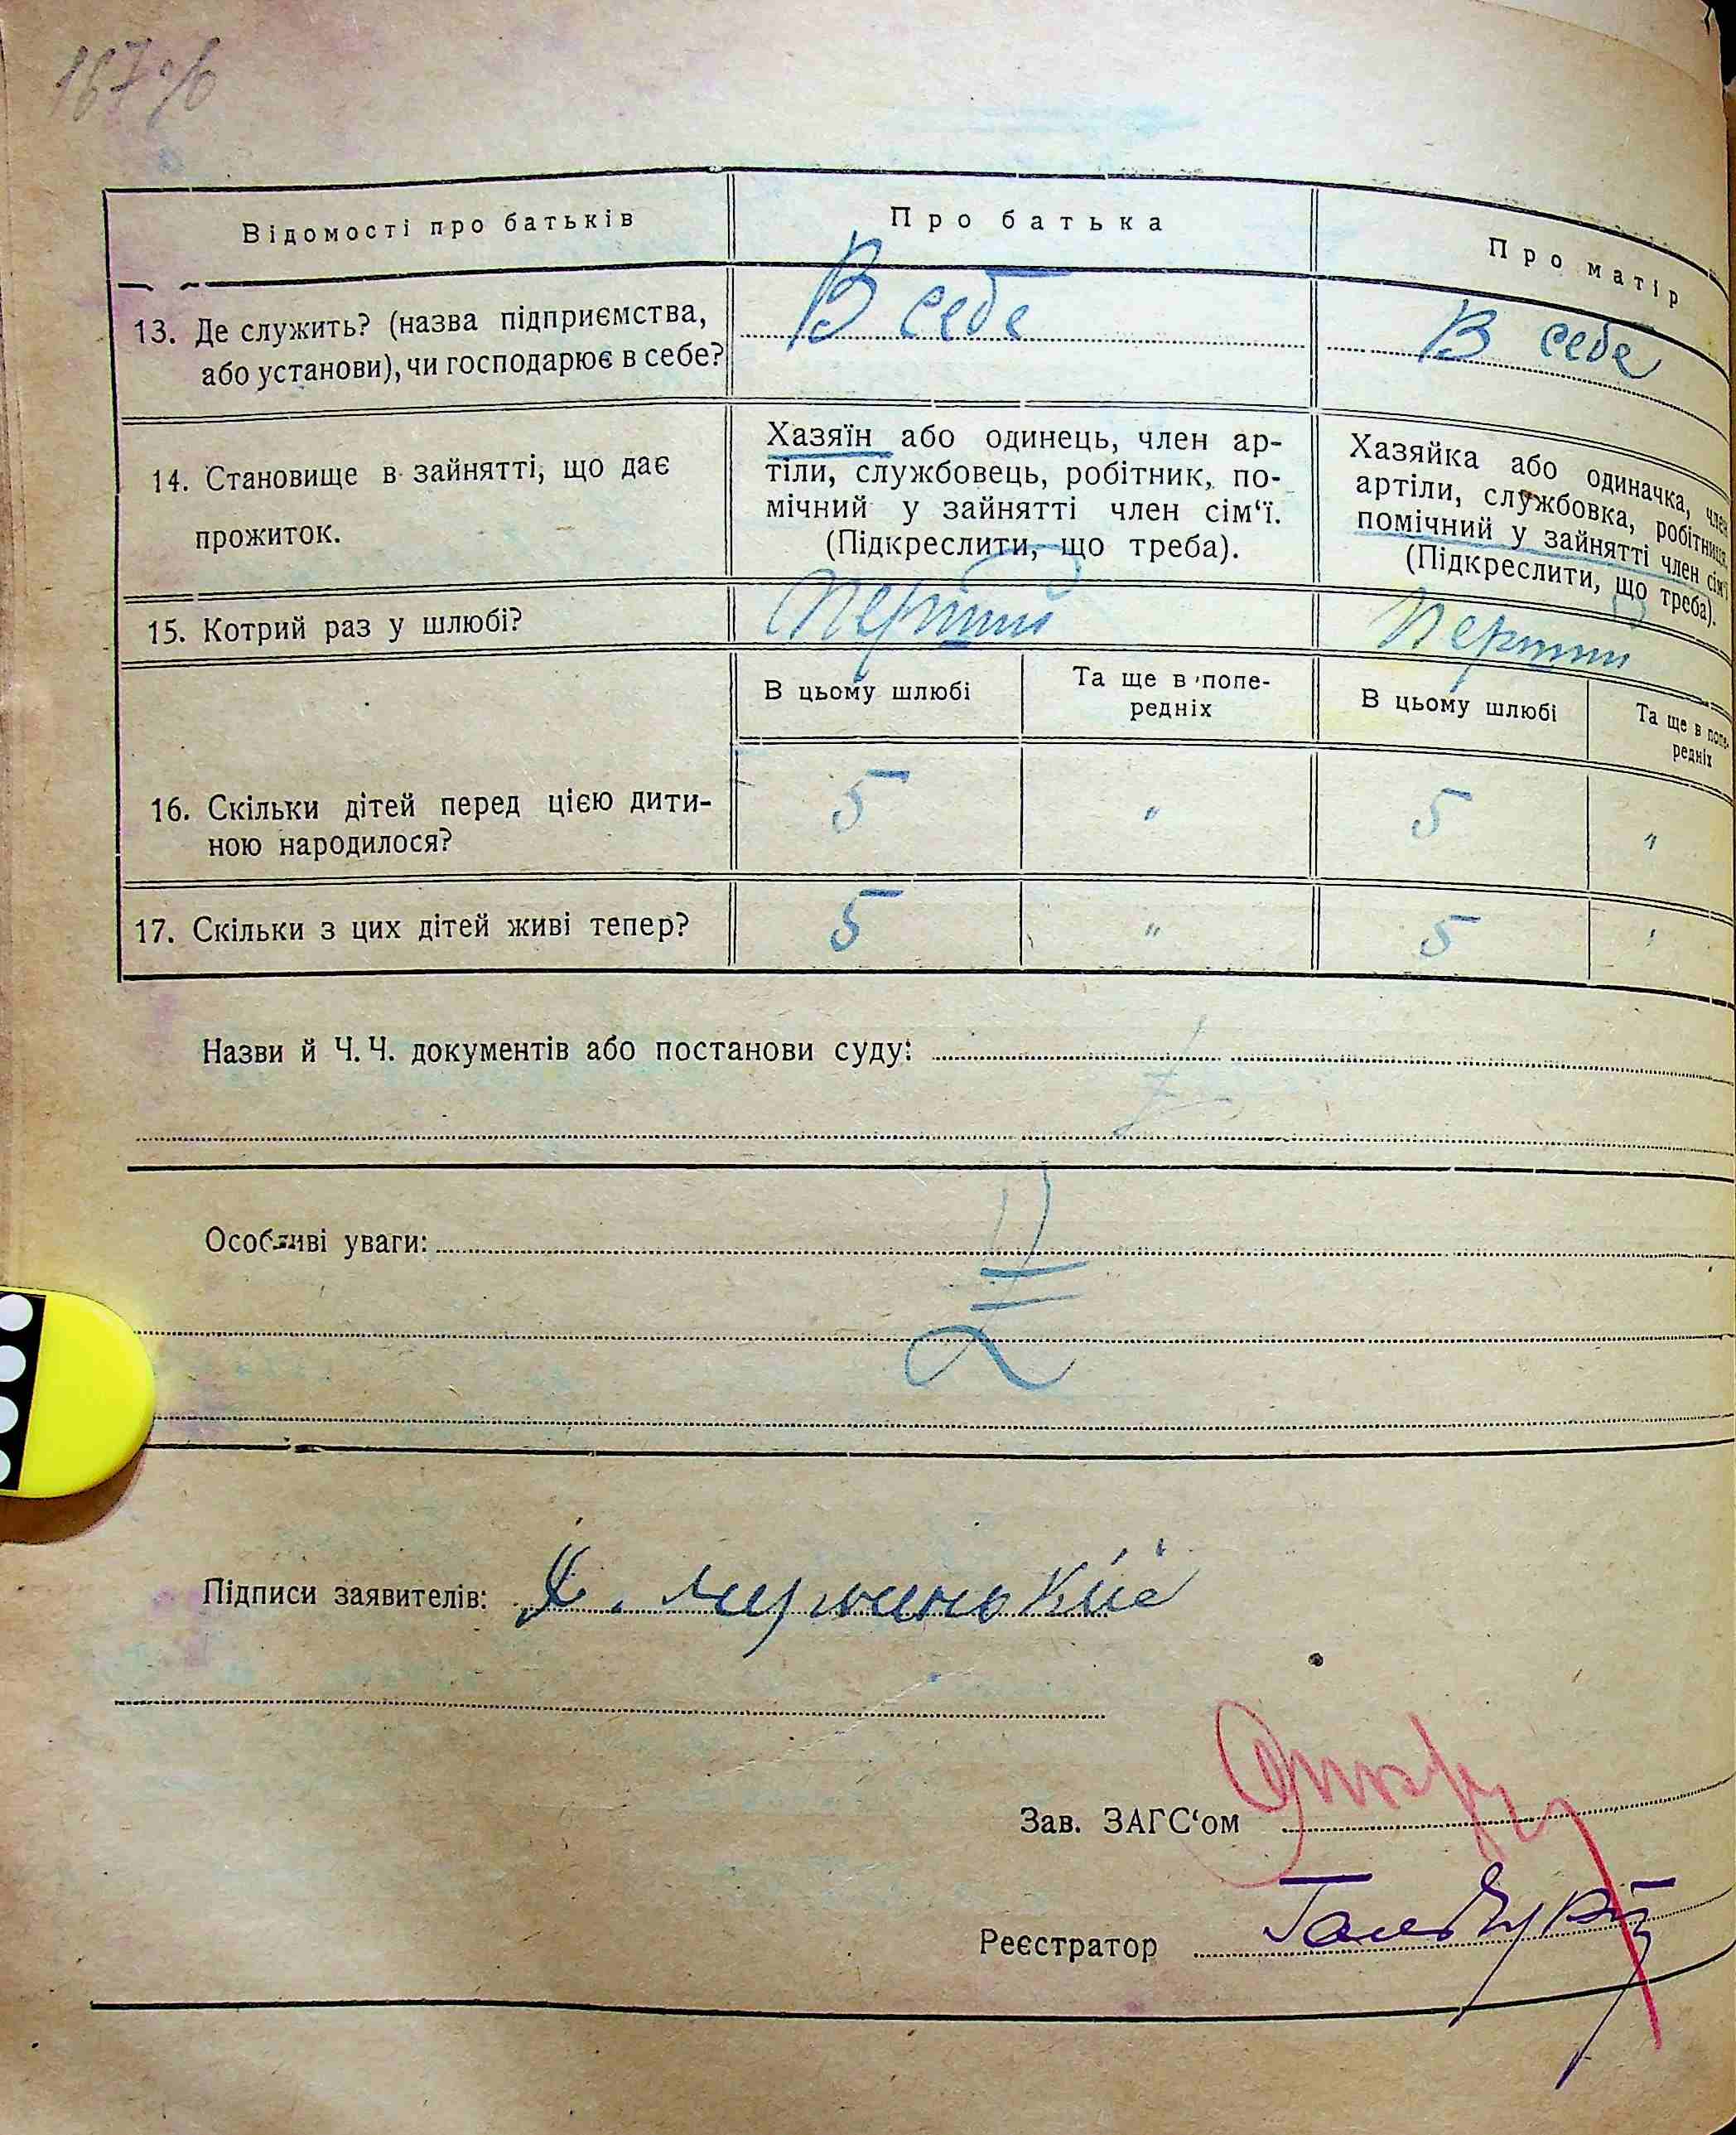 Відомості про батьків
Про батька
Про матір
13. Де служить? (назва підприємства,
або установи), чи господарює в себе?
В себе
В себе
14. Становище в зайнятті, що дає
прожиток.
Хазяїн або одинець, член ар-
тіли, службовець, робітник, по-
мічний у зайнятті член сім‘ї.
(Підкреслити, що треба).
Хазяйка або одиначка, член
артіли, службовка, робітниця,
помічний у зайнятті член сім‘ї
(Підкреслити, що треба).
15. Котрий раз у шлюбі?
Перший
Перший
В цьому шлюбі
Та ще в попе-
редніх
В цьому шлюбі
Та ще в попе-
редніх
16. Скільки дітей перед цією дити-
ною народилося?
5
"
5
"
17. Скільки з цих дітей живі тепер?
5
"
5
"
Назви й Ч.Ч. документів або постанови суду:
Особливі уваги:
Підписи заявителів:
Зав. ЗАГС‘ом
Реєстратор